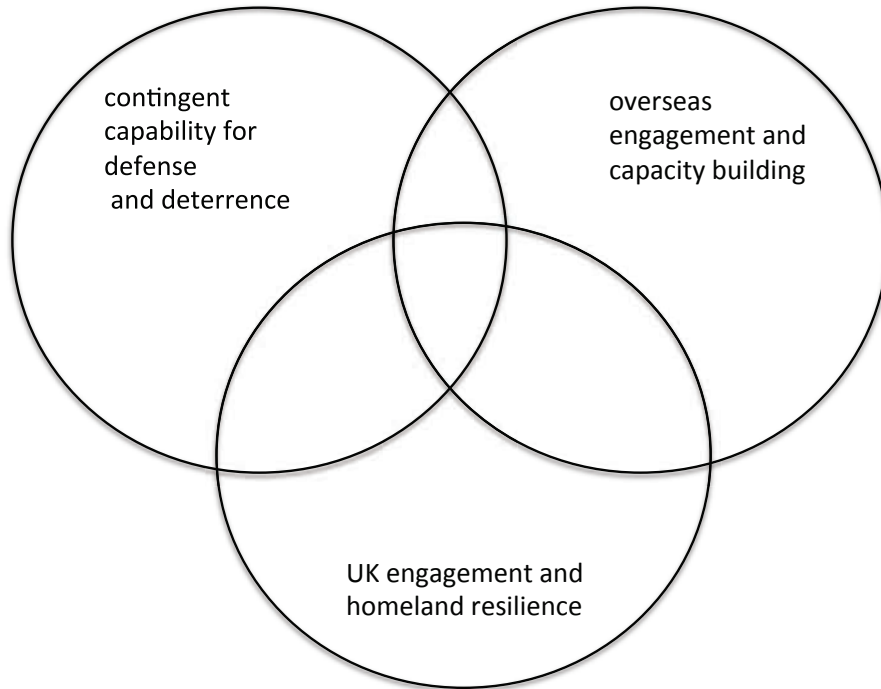 contingent
capability for
defense
and deterrence
overseas
engagement and
capacity building
UK engagement and
homeland resilience